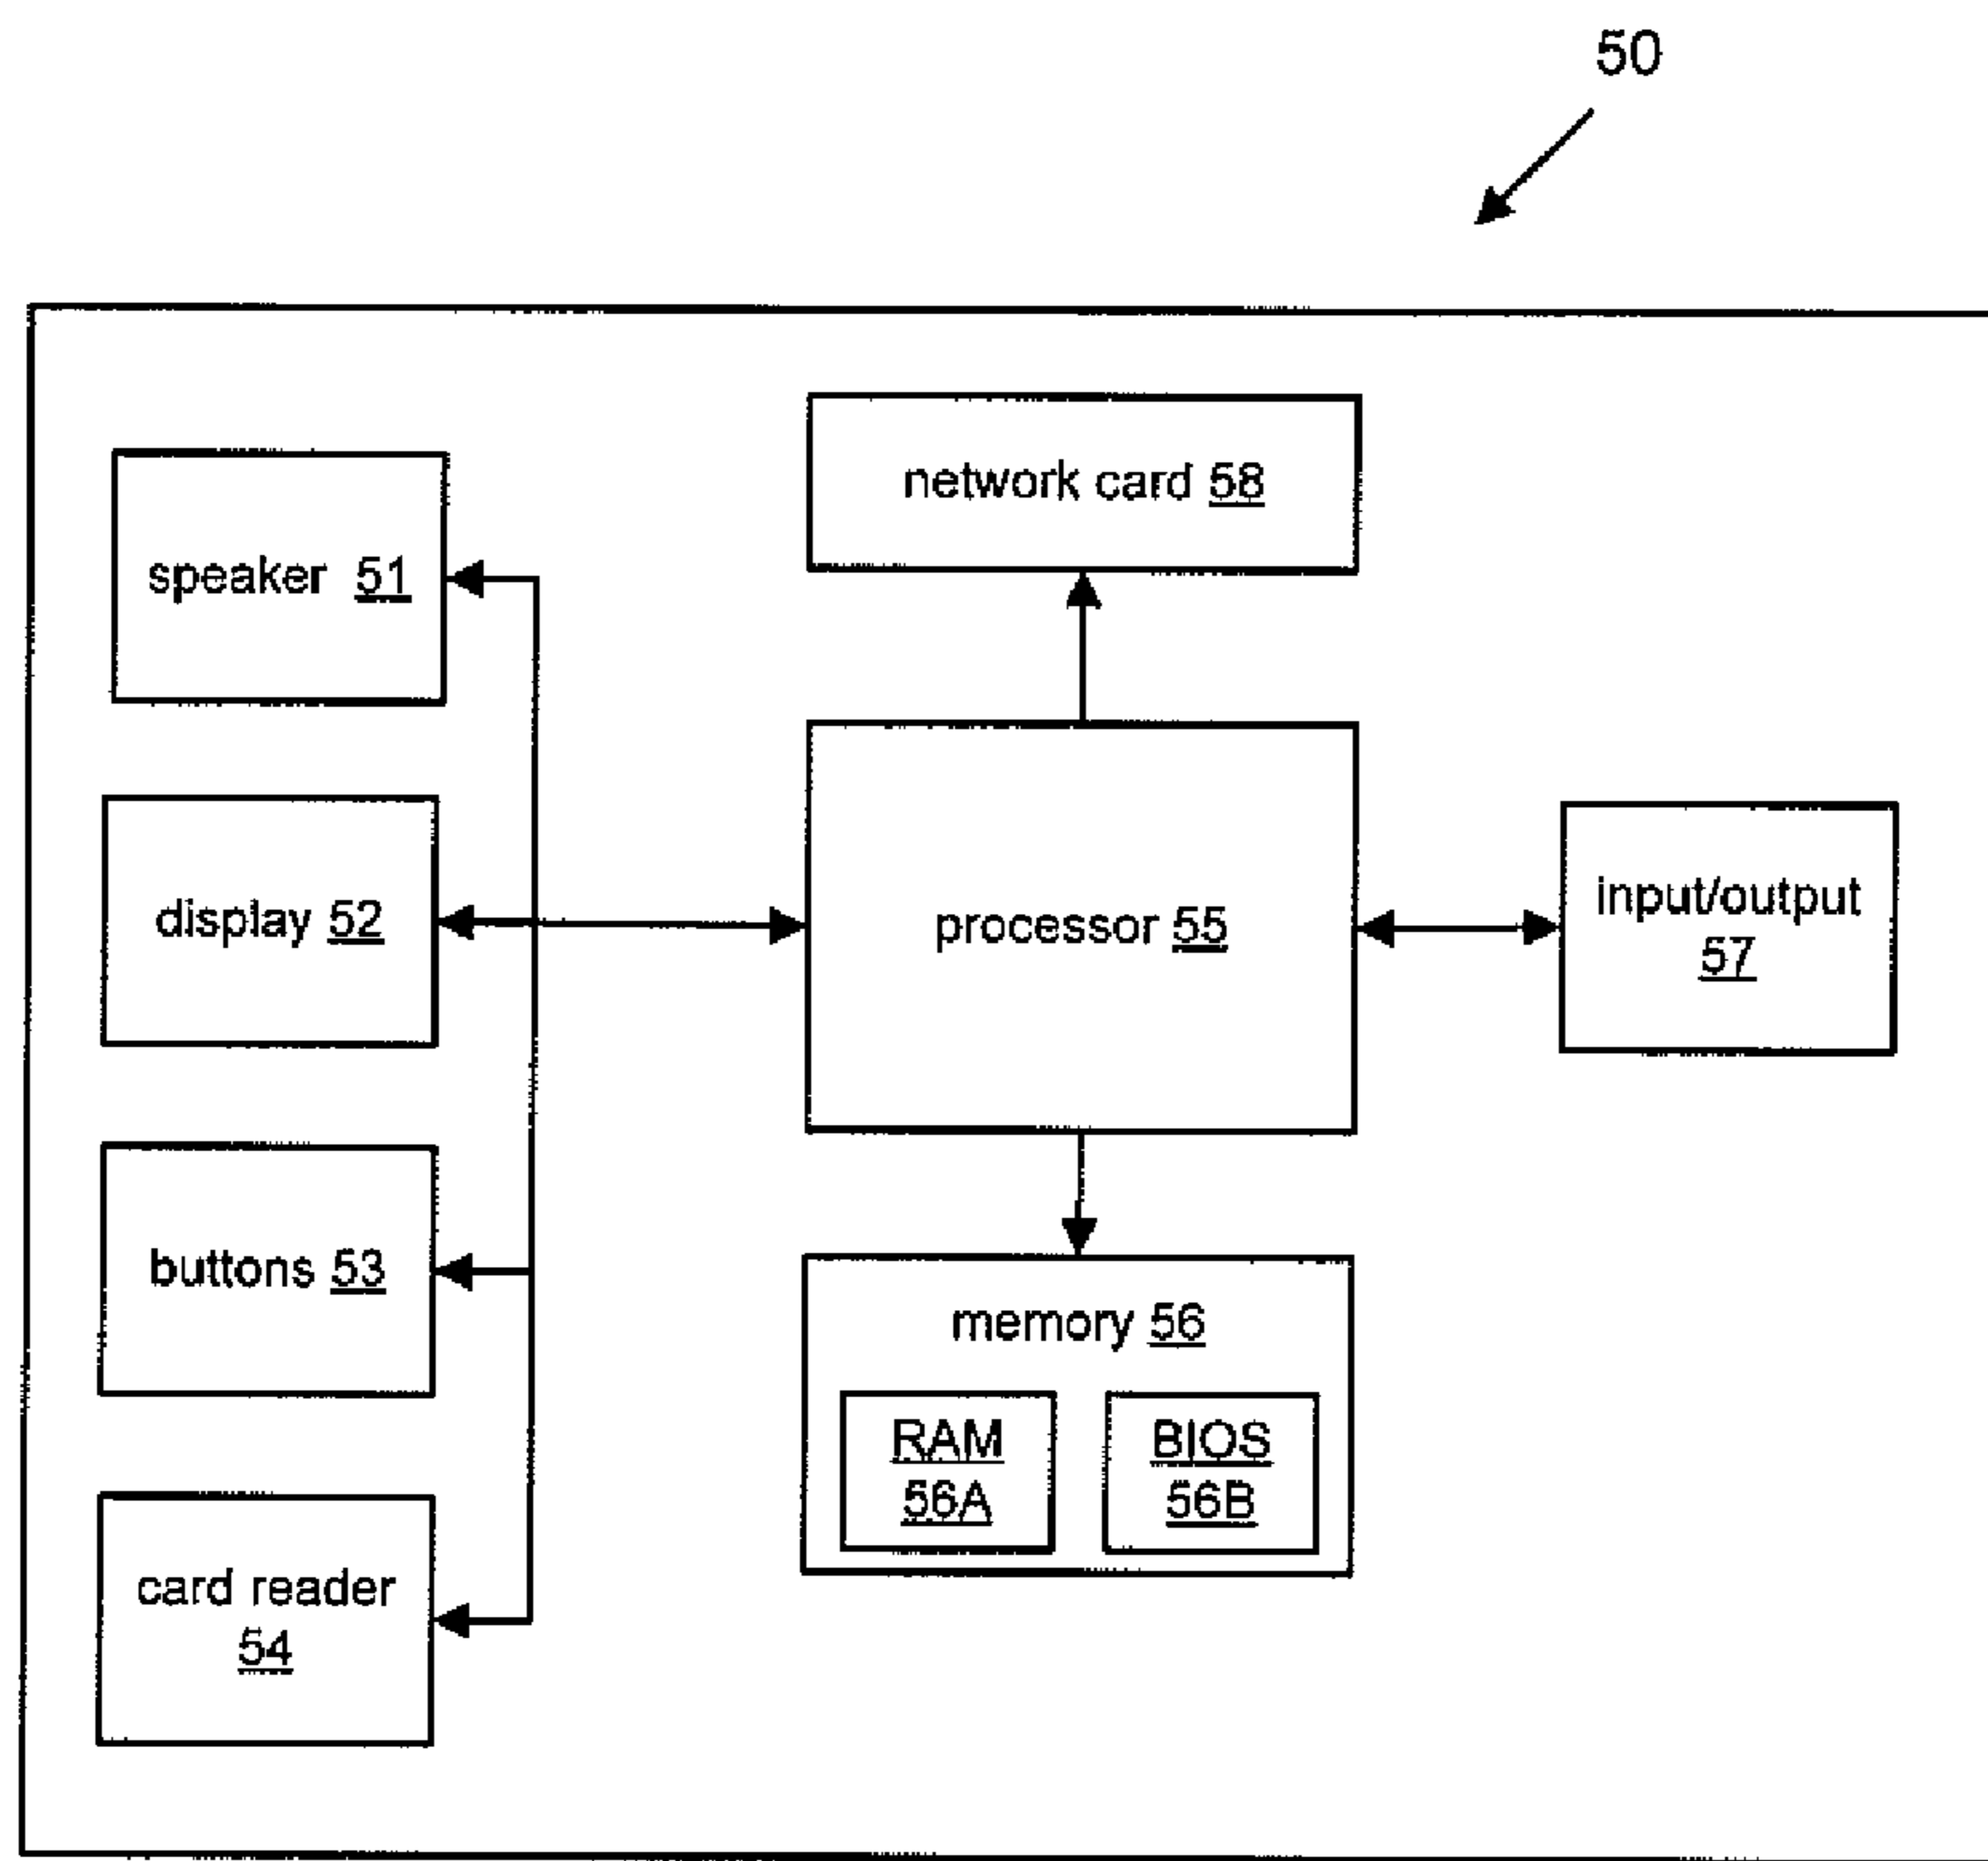 50
network card 58
speaker 51
display 52
processor 55
input/output
57
buttons 53
memory 56
RAM
56A
BIOS
56B
card reader
54